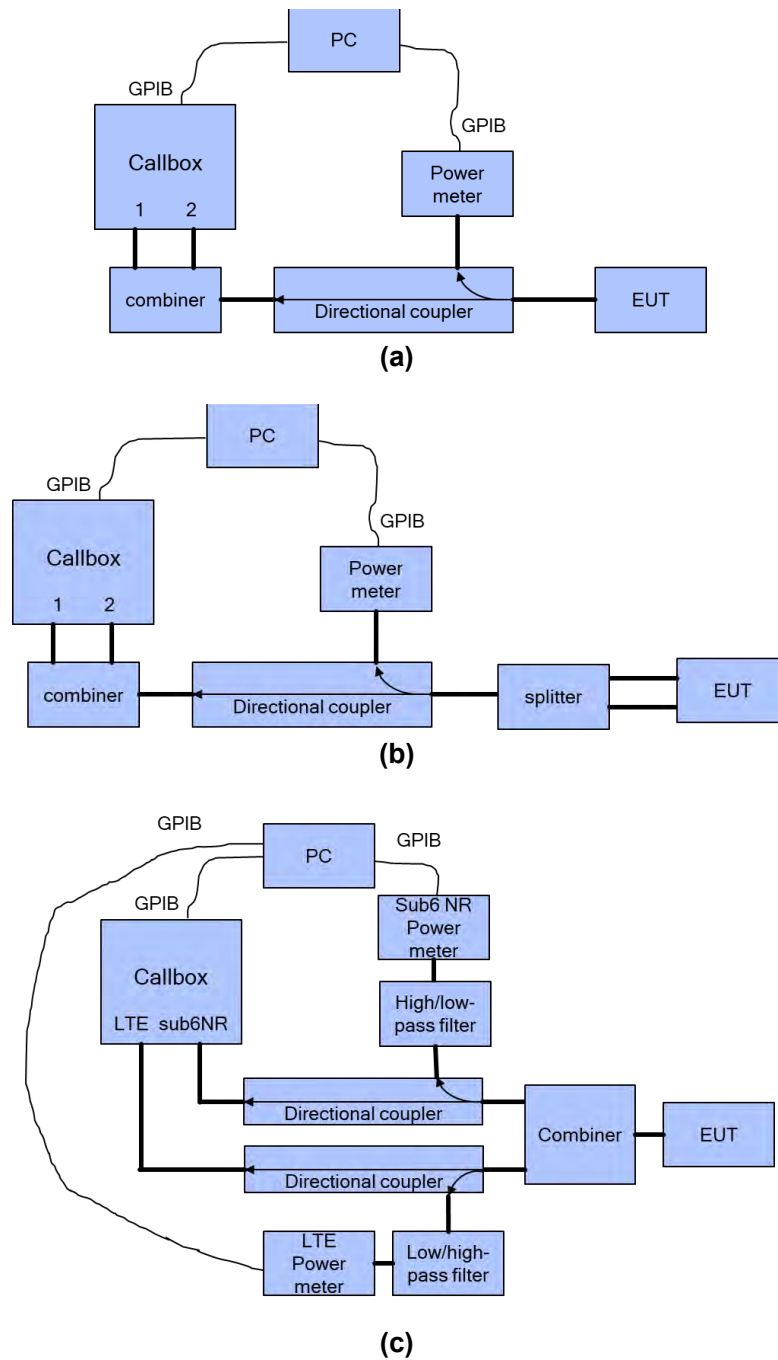 PC
GPIB
GPIB
Callbox
1 2
Power
meter
combiner
Directional coupler
EUT
(a)
PC
GPIB
GPIB
Callbox
1 2
Power
meter
combiner
Directional coupler
splitter
EUT
(b)
GPIB
PC
GPIB
GPIB
Sub6 NR
Power
meter
Callbox
LTE sub6NR
High/low-
pass filter
Directional coupler
Combiner
EUT
Directional coupler
LTE
Power
meter
Low/high-
pass filter
(c)